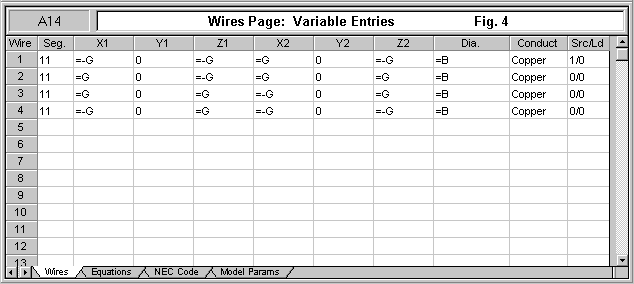 A14 Wires Page: Variable Entries Fig. 4
Wire Seg. X1 Y1 Z1 X2 Y2 Z2 Dia. Conduct Src/Ld
1 11 =-G 0 =-G =G 0 =-G =B Copper 1/0
2 11 =G 0 =-G =G 0 =G =B Copper 0/0
3 11 =G 0 =G =-G 0 =G =B Copper 0/0
4 11 =-G 0 =G =-G 0 =-G =B Copper 0/0
5
6
7
8
9
10
11
12
13
Wires Equations NEC Code Model Params